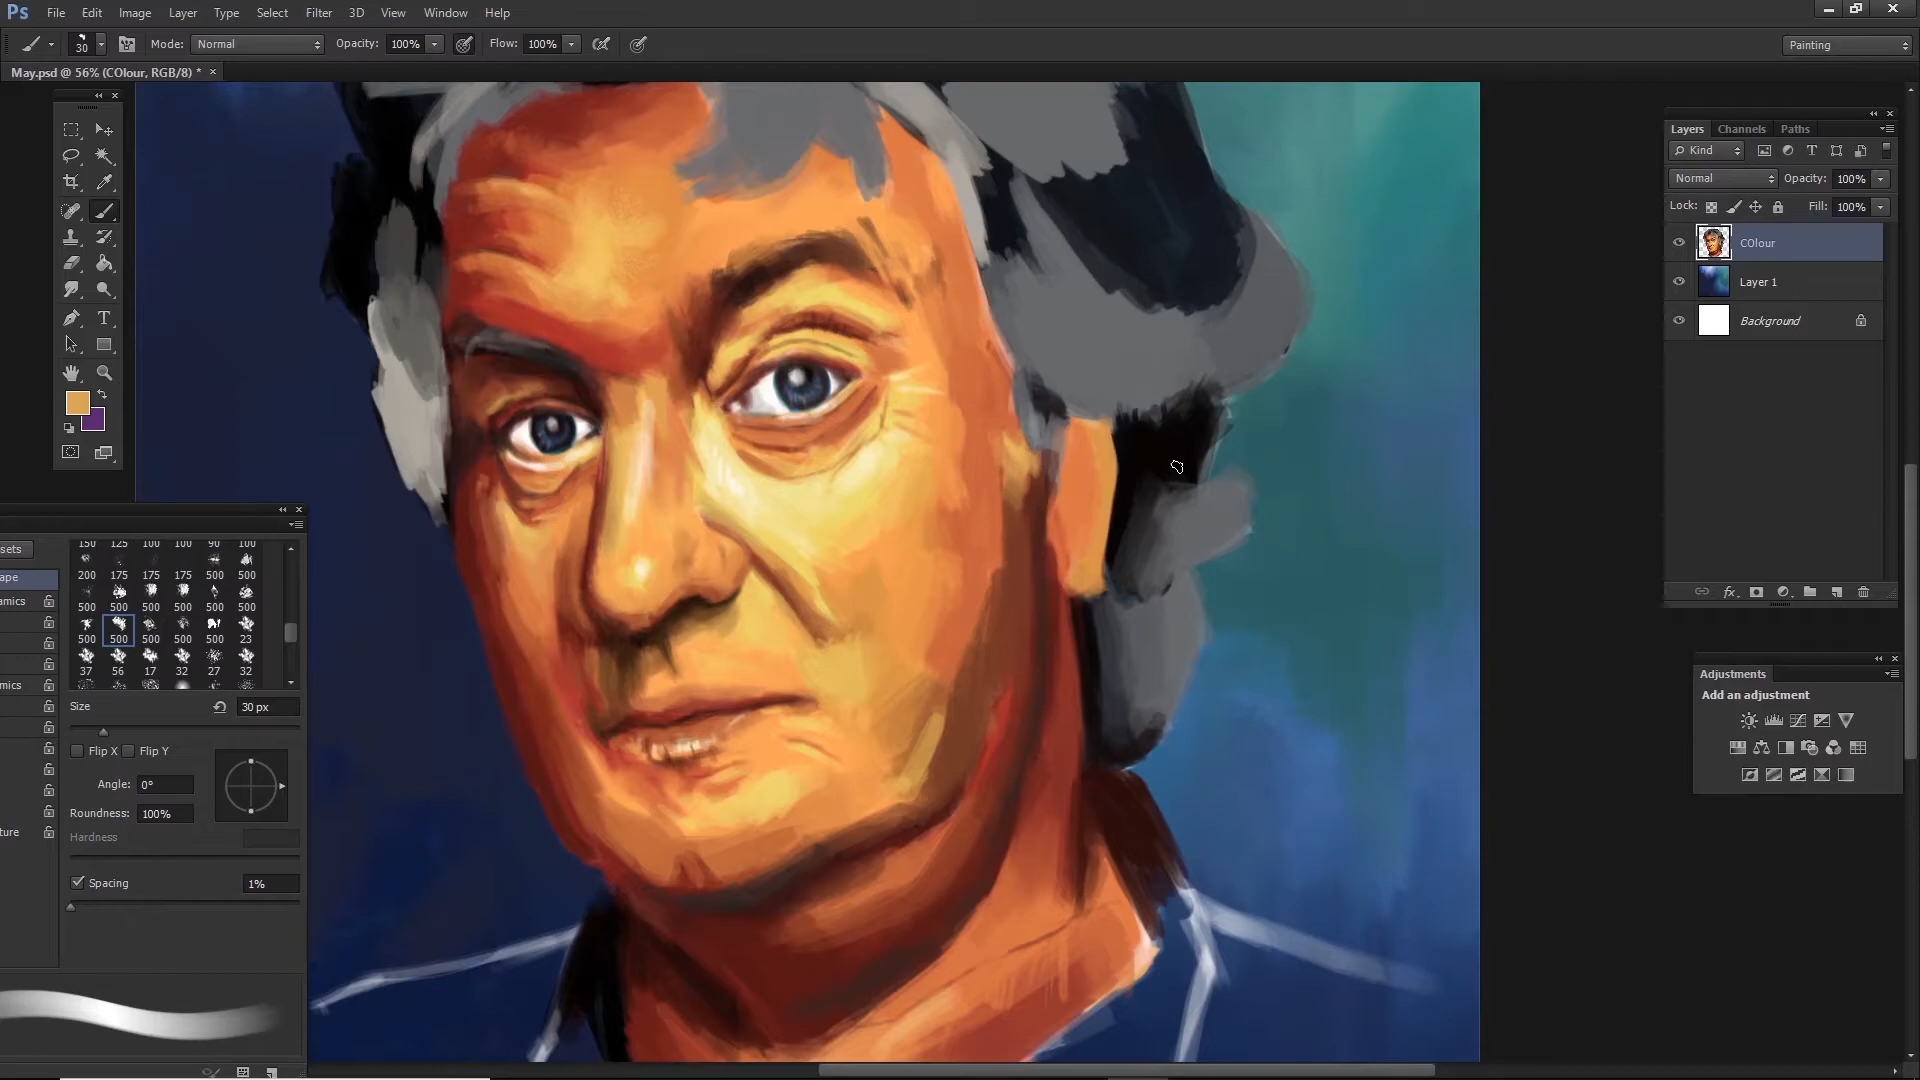 Ps File Edit Image Layer Type Select Filter 3D View Window Help
30 Mode: Normal Opacity: 100% Flow: 100% Painting
May.psd @ 56% (COlour, RGB/8) * ×
Layers Channels Paths
Kind
Normal Opacity: 100%
Lock: Fill: 100%
COlour
Layer 1
Background
sets
150 125 100 100 90 100
ape
200 175 175 175 500 500
amics
500 500 500 500 500 500
500 500 500 500 500 23
37 56 17 32 27 32
amics
Size 30 px
Flip X Flip Y
Angle: 0°
Roundness: 100%
Hardness
ture
Spacing 1%
Adjustments
Add an adjustment